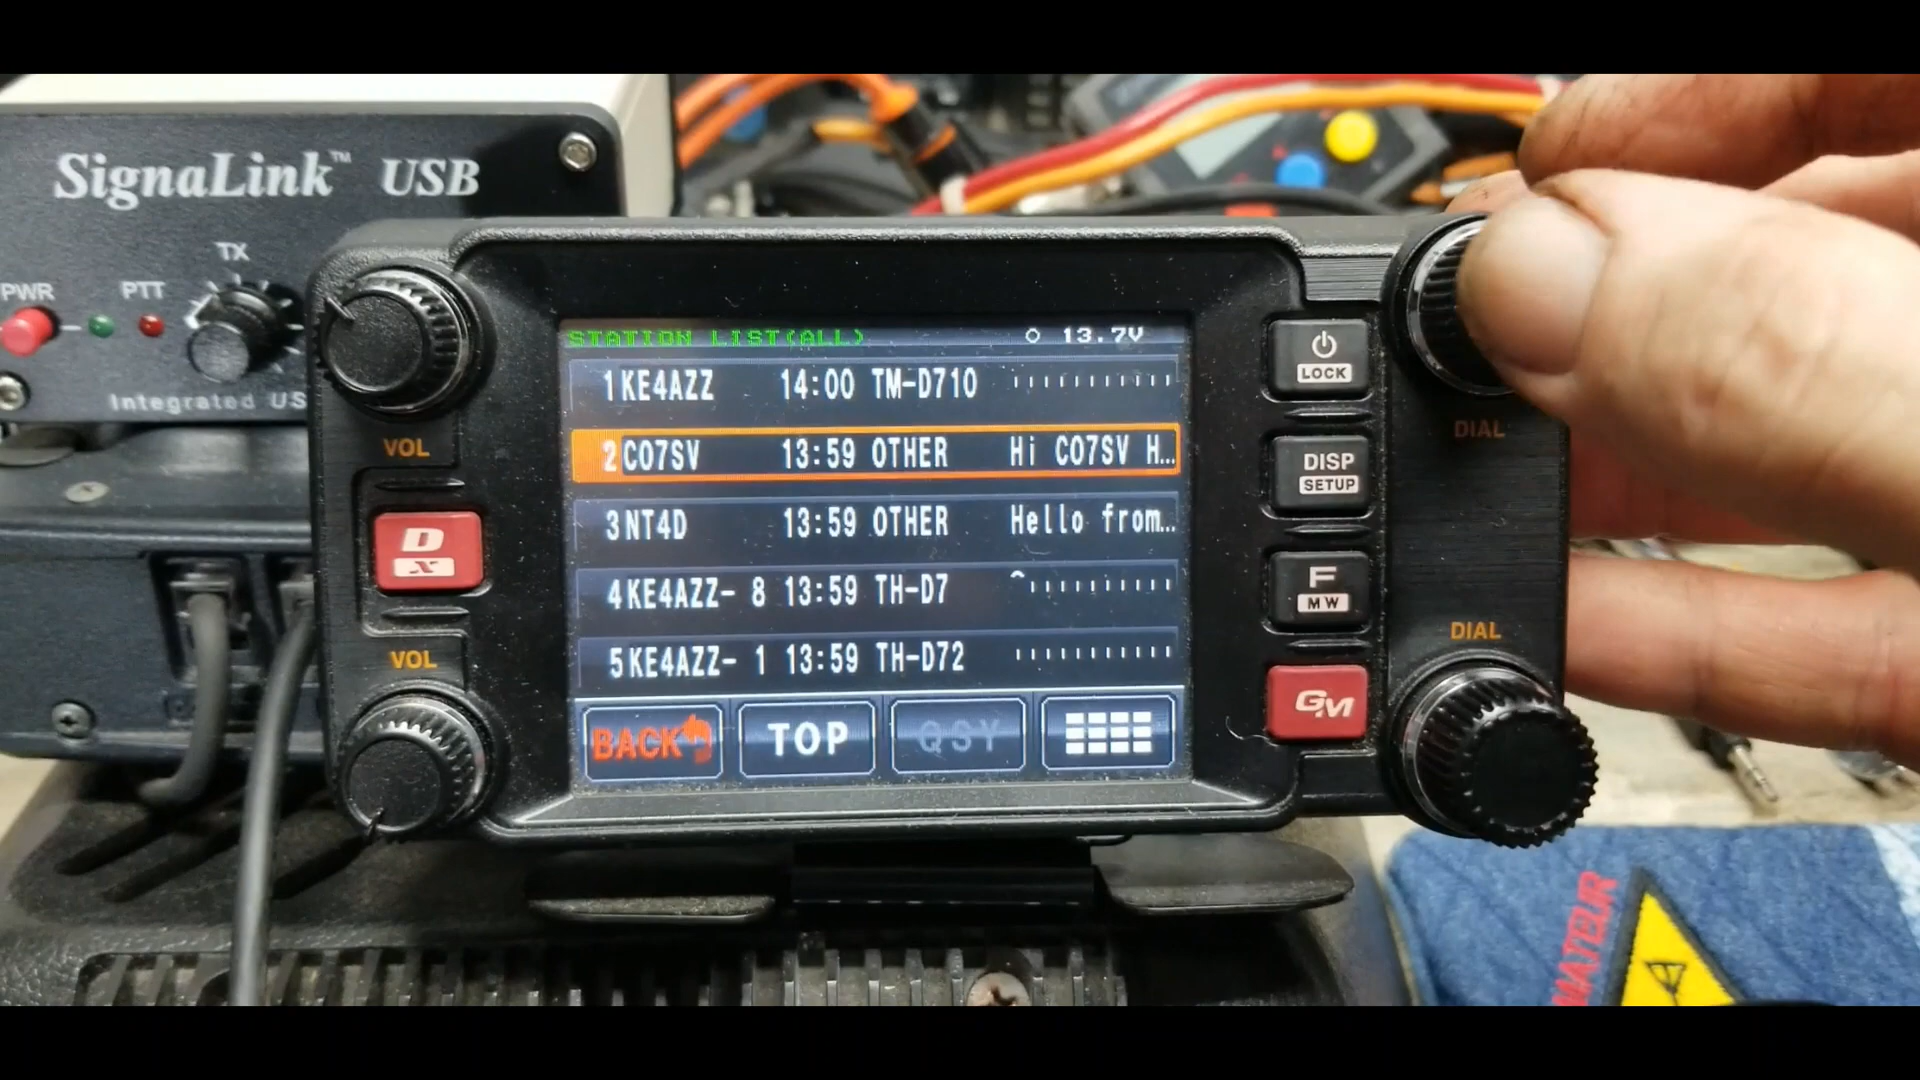 SignaLink™ USB
TX
PWR
PTT
Integrated US
VOL
D
X
VOL
STATION LIST(ALL) 13.7V
1 KE4AZZ 14:00 TM-D710
2 CO7SV 13:59 OTHER Hi CO7SV H…
3 NT4D 13:59 OTHER Hello from…
4 KE4AZZ- 8 13:59 TH-D7
5 KE4AZZ- 1 13:59 TH-D72
BACK TOP QSY
LOCK
DISP
SETUP
F
MW
GM
DIAL
DIAL
MATEUR